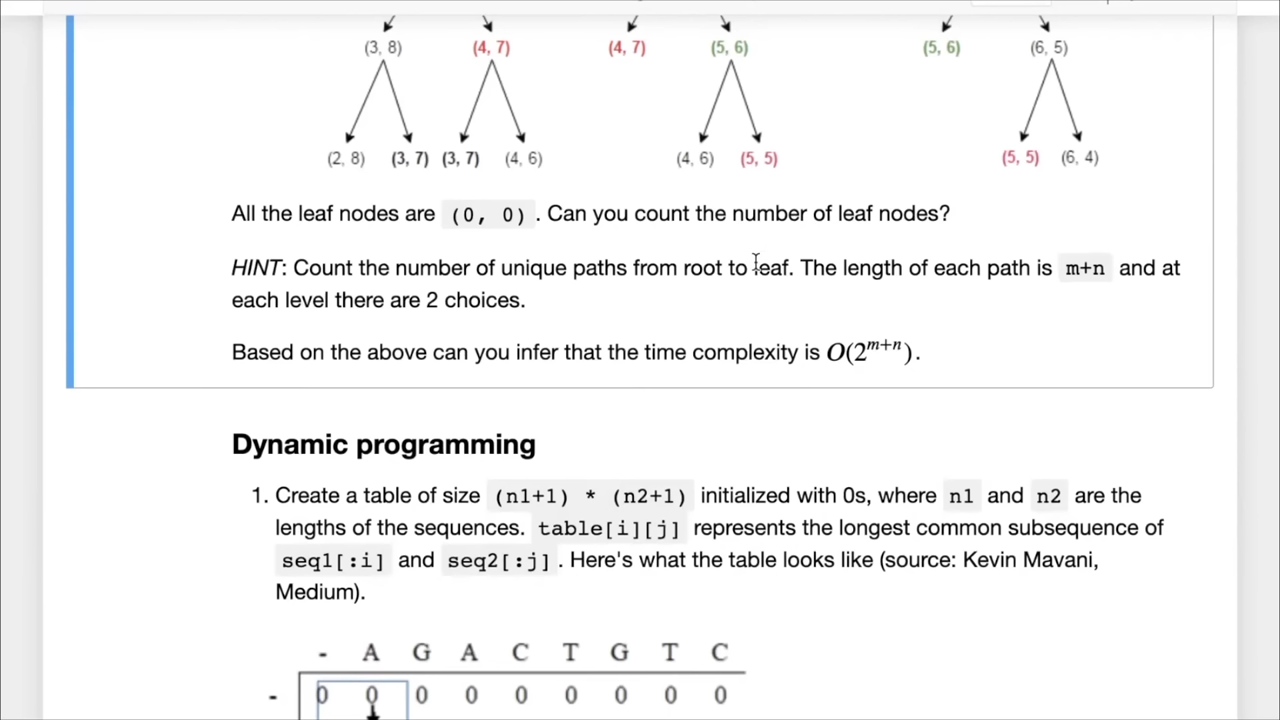 (3, 8) (4, 7) (4, 7) (5, 6) (5, 6) (6, 5)
(2, 8) (3, 7) (3, 7) (4, 6) (4, 6) (5, 5) (5, 5) (6, 4)
All the leaf nodes are (0, 0) . Can you count the number of leaf nodes?
HINT: Count the number of unique paths from root to leaf. The length of each path is m+n and at
each level there are 2 choices.
Based on the above can you infer that the time complexity is O(2^{m+n}).
Dynamic programming
1. Create a table of size (n1+1) * (n2+1) initialized with 0s, where n1 and n2 are the
lengths of the sequences. table[i][j] represents the longest common subsequence of
seq1[:i] and seq2[:j] . Here's what the table looks like (source: Kevin Mavani,
Medium).
- A G A C T G T C
- 0 0 0 0 0 0 0 0 0